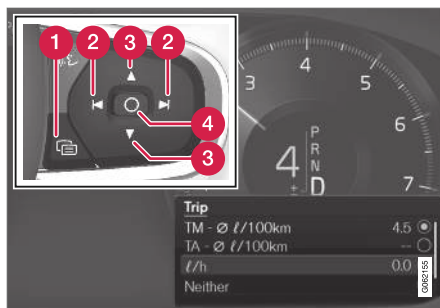 1
2
3
2
4
3
3
4
5
6
7
4
P
R
N
± D
Trip
TM - Ø ℓ/100km 4.5
TA - Ø ℓ/100km --
ℓ/h 0.0
Neither
G062155